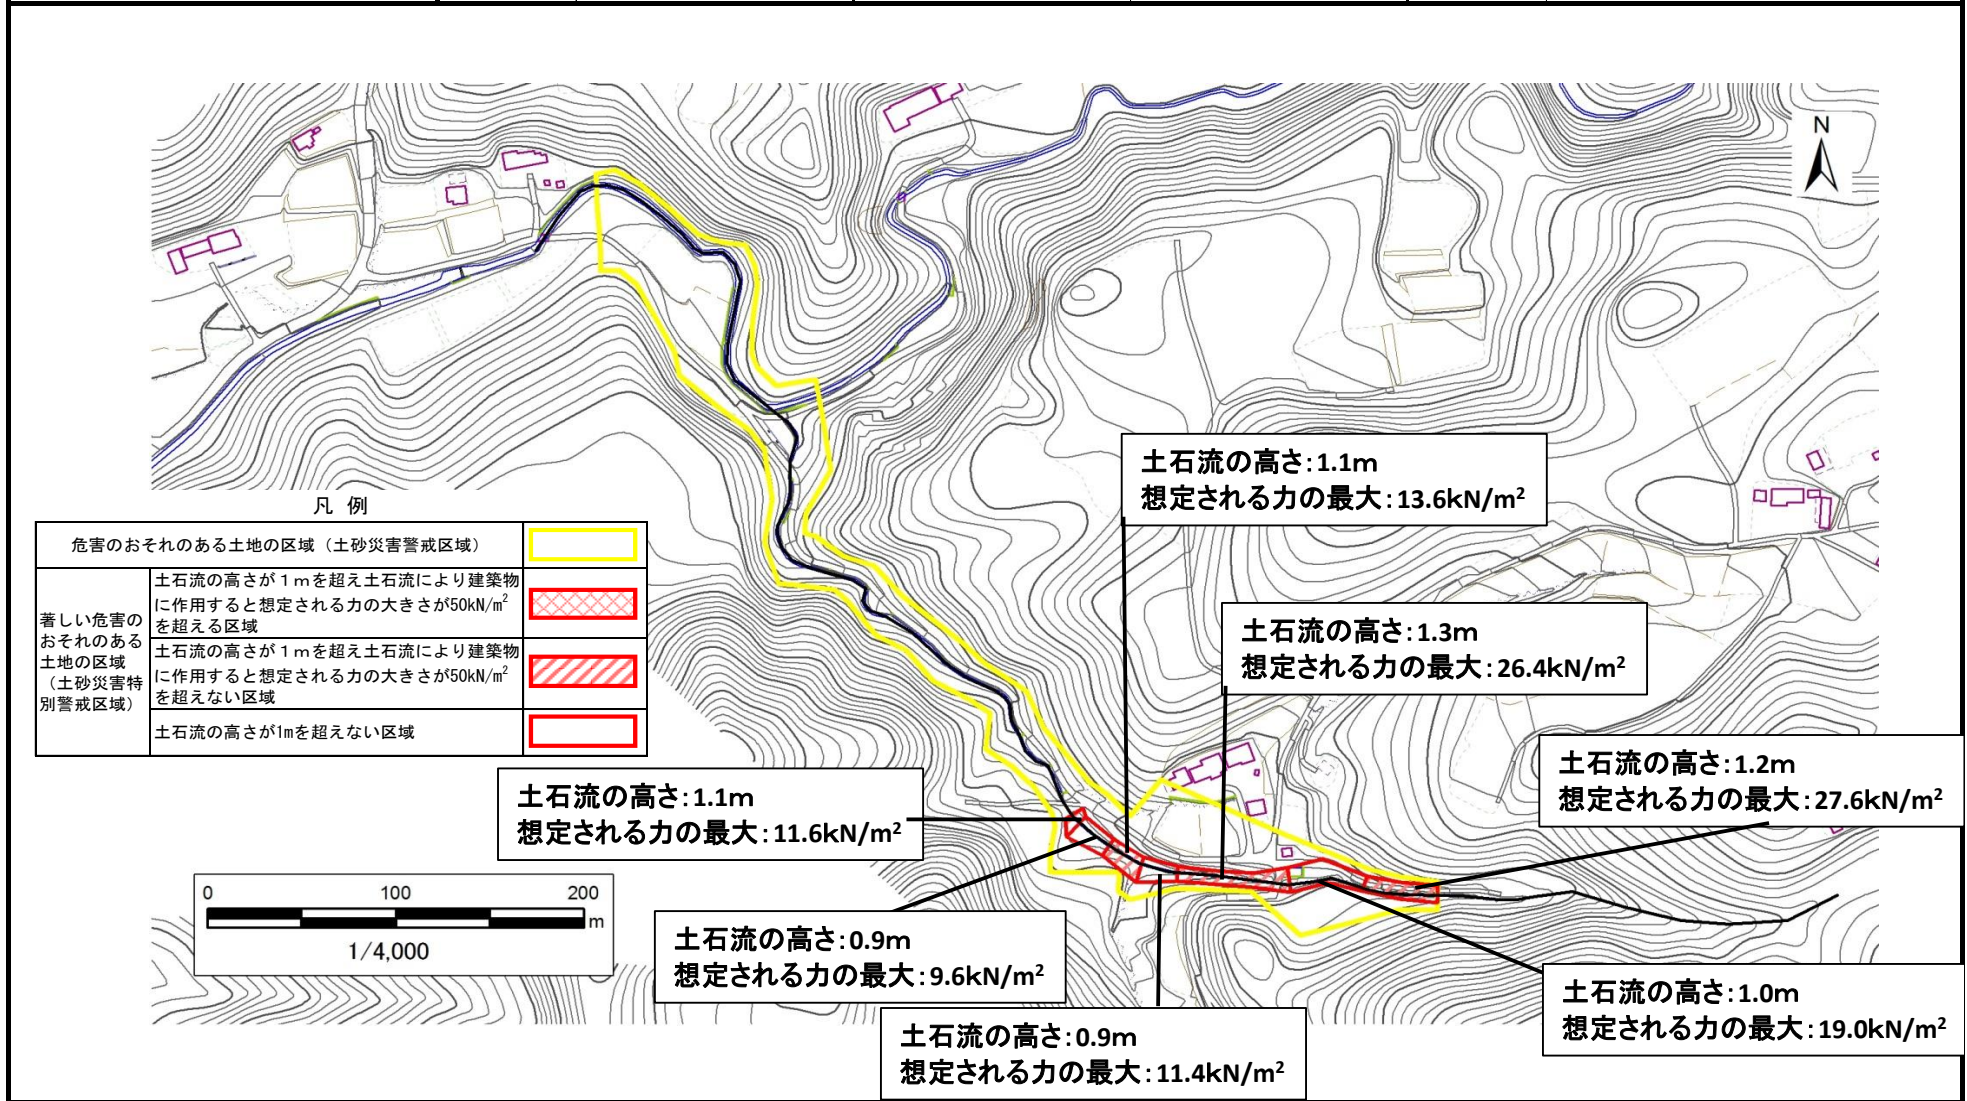 N
土石流の高さ:1.1m
想定される力の最大:13.6kN/m²
凡 例
危害のおそれのある土地の区域（土砂災害警戒区域）
著しい危害の
おそれのある
土地の区域
（土砂災害特
別警戒区域）
土石流の高さが１ｍを超え土石流により建築物
に作用すると想定される力の大きさが50kN/㎡
を超える区域
土石流の高さが１ｍを超え土石流により建築物
に作用すると想定される力の大きさが50kN/㎡
を超えない区域
土石流の高さが1mを超えない区域
土石流の高さ:1.3m
想定される力の最大:26.4kN/m²
土石流の高さ:1.2m
想定される力の最大:27.6kN/m²
土石流の高さ:1.1m
想定される力の最大:11.6kN/m²
0 100 200
m
1/4,000
土石流の高さ:0.9m
想定される力の最大:9.6kN/m²
土石流の高さ:1.0m
想定される力の最大:19.0kN/m²
土石流の高さ:0.9m
想定される力の最大:11.4kN/m²